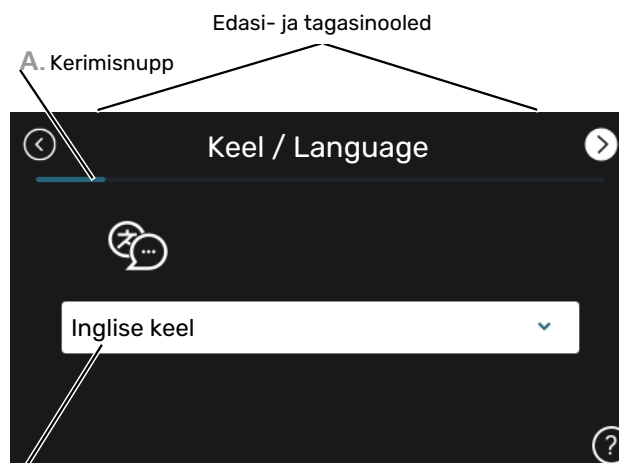 Edasi- ja tagasinooled
A. Kerimisnupp
Keel / Language
Inglise keel
?